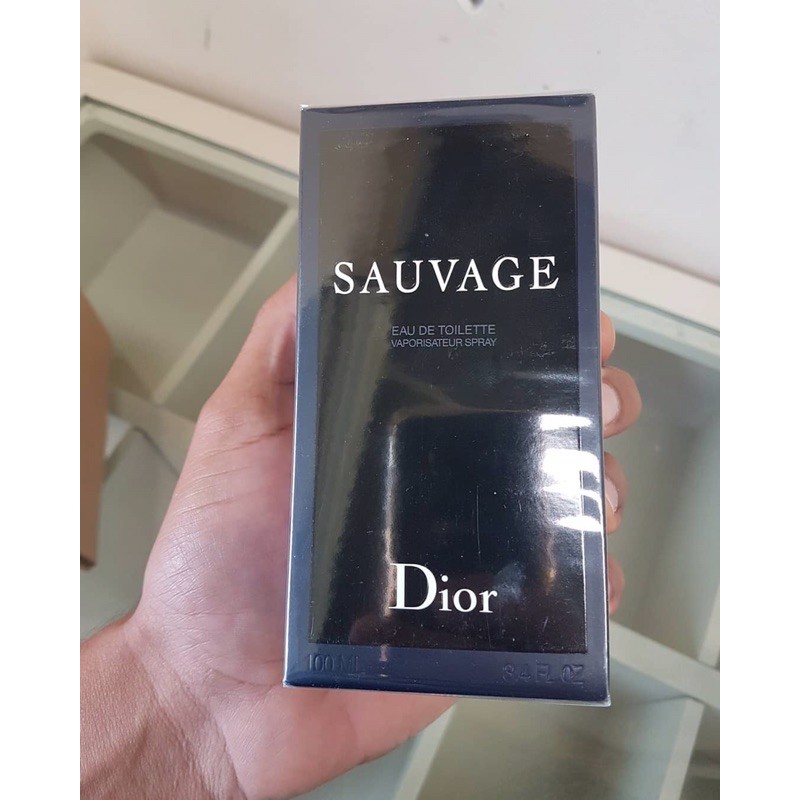 SAUVAGE
EAU DE TOILETTE
VAPORISATEUR SPRAY
Dior
100 ML 3.4 FL OZ